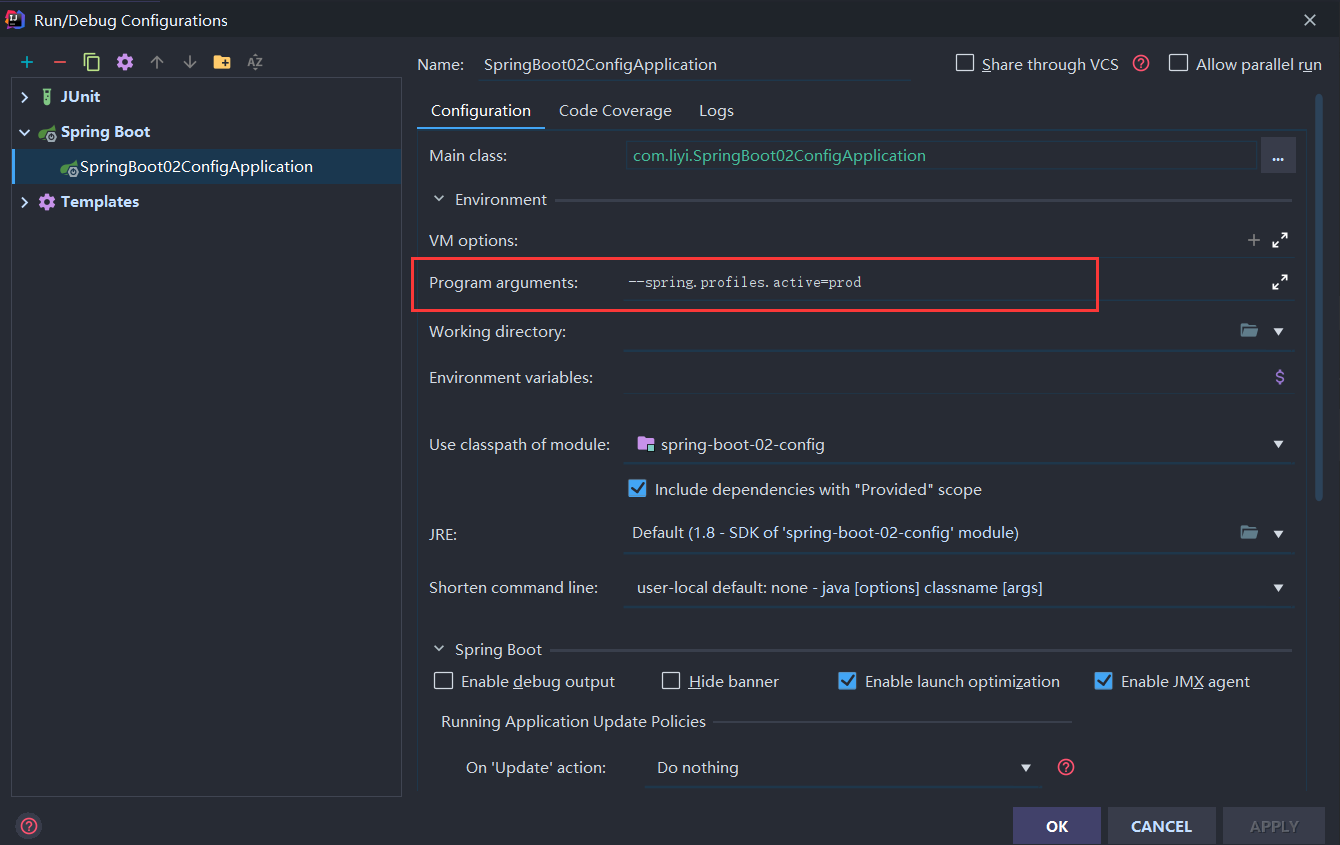 Run/Debug Configurations
AZ
Name: SpringBoot02ConfigApplication
Share through VCS
Allow parallel run
JUnit
Spring Boot
SpringBoot02ConfigApplication
Templates
Configuration Code Coverage Logs
Main class: com.liyi.SpringBoot02ConfigApplication ...
Environment
VM options:
Program arguments: --spring.profiles.active=prod
Working directory:
Environment variables: $
Use classpath of module: spring-boot-02-config
Include dependencies with "Provided" scope
JRE: Default (1.8 - SDK of 'spring-boot-02-config' module)
Shorten command line: user-local default: none - java [options] classname [args]
Spring Boot
Enable debug output Hide banner Enable launch optimization Enable JMX agent
Running Application Update Policies
On 'Update' action: Do nothing ?
? OK CANCEL APPLY